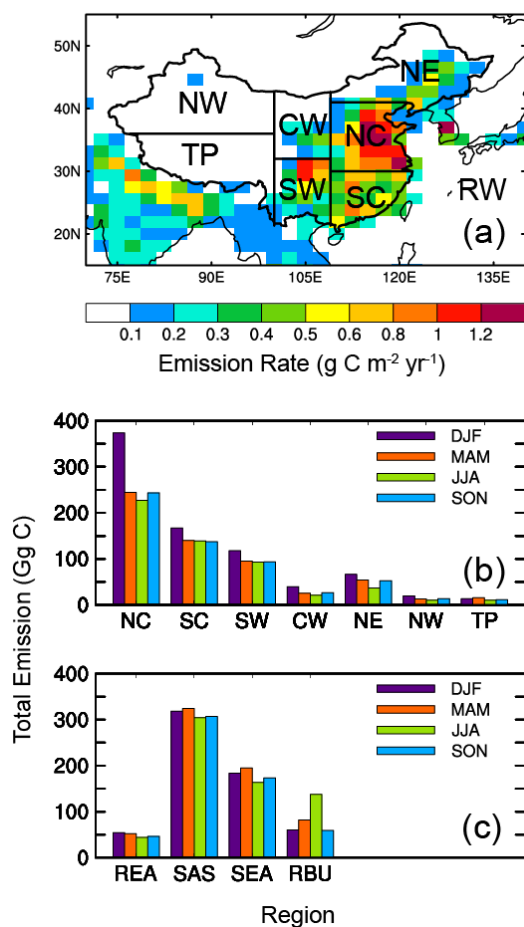 50N
40N
30N
20N
NW
NE
CW
NC
TP
SW
SC
RW
(a)
75E 90E 105E 120E 135E
0.1 0.2 0.3 0.4 0.5 0.6 0.8 1 1.2
Emission Rate (g C m⁻² yr⁻¹)
Total Emission (Gg C)
400
300
200
100
0
DJF
MAM
JJA
SON
(b)
NC SC SW CW NE NW TP
400
300
200
100
0
DJF
MAM
JJA
SON
(c)
REA SAS SEA RBU
Region